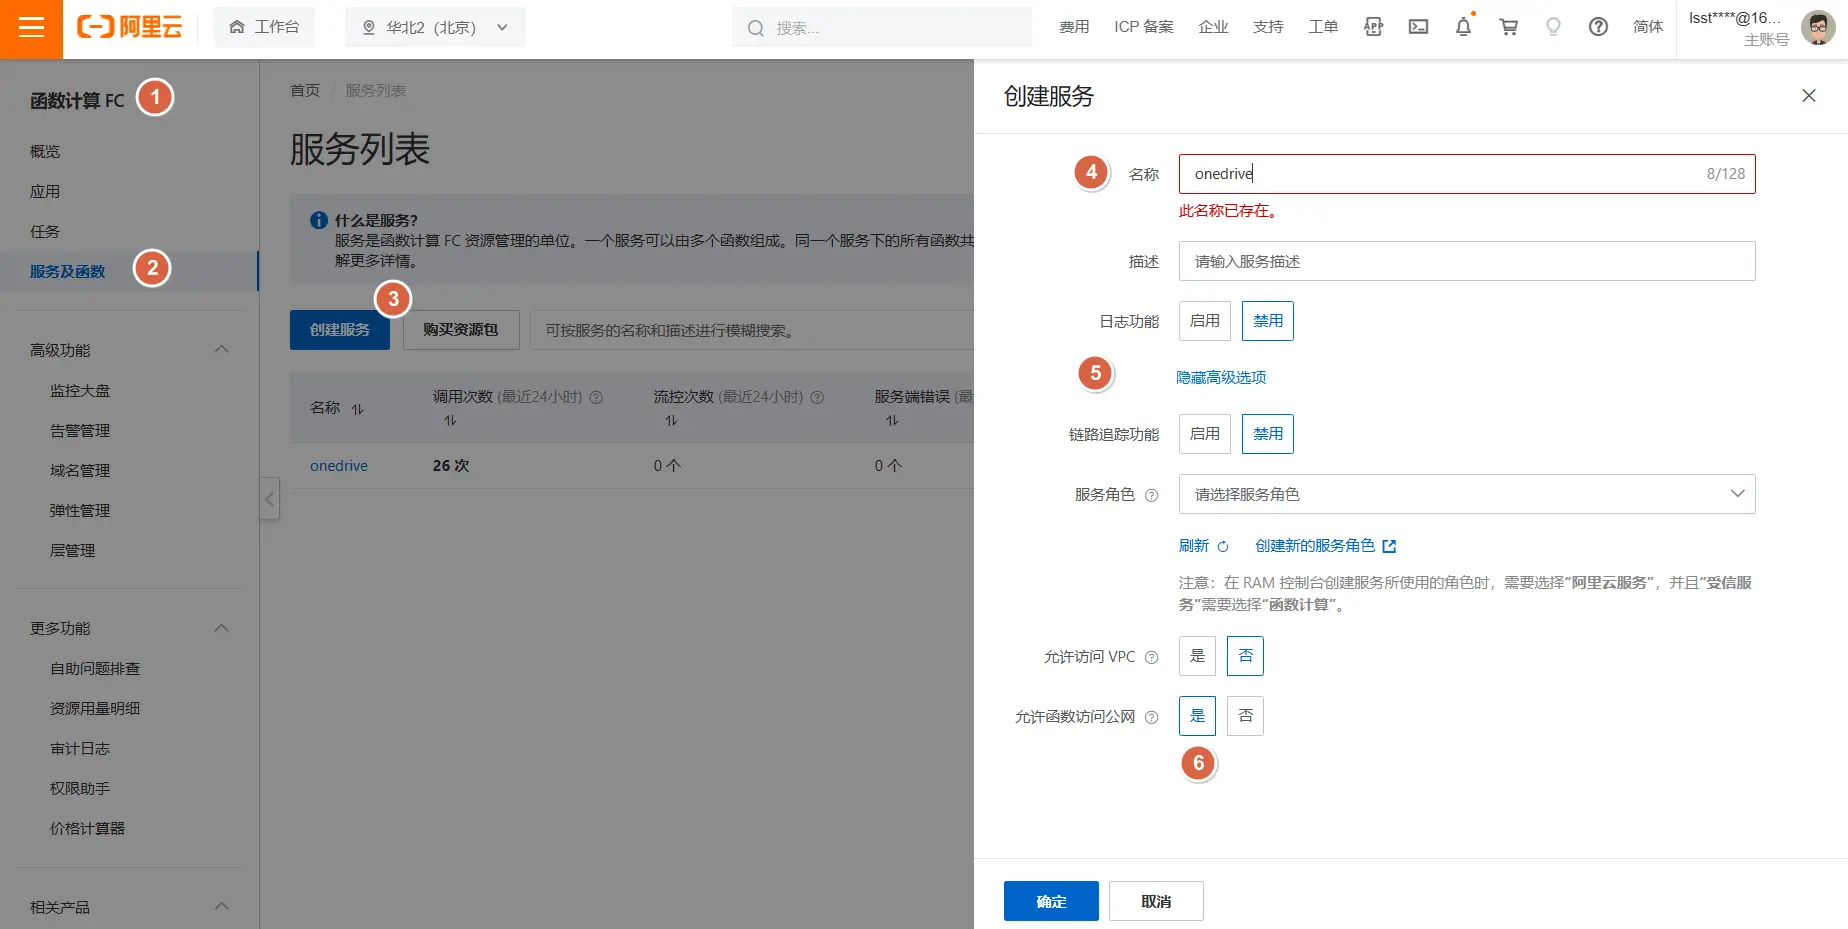 阿里云
工作台
华北2（北京）
搜索...
费用
ICP 备案
企业
支持
工单
APP
简体
lsst****@16...
主账号
函数计算 FC
1
概览
应用
任务
服务及函数
2
高级功能
监控大盘
告警管理
域名管理
弹性管理
层管理
更多功能
自助问题排查
资源用量明细
审计日志
权限助手
价格计算器
相关产品
首页 / 服务列表
服务列表
什么是服务?
服务是函数计算 FC 资源管理的单位。一个服务可以由多个函数组成。同一个服务下的所有函数共
解更多详情。
3
创建服务
购买资源包
可按服务的名称和描述进行模糊搜索。
名称
调用次数 (最近24小时)
流控次数 (最近24小时)
服务端错误 (最
onedrive
26 次
0 个
0 个
创建服务
4
名称
onedrive
8/128
此名称已存在。
描述
请输入服务描述
日志功能
启用
禁用
5
隐藏高级选项
链路追踪功能
启用
禁用
服务角色
请选择服务角色
刷新
创建新的服务角色
注意：在 RAM 控制台创建服务所使用的角色时，需要选择“阿里云服务”，并且“受信服
务”需要选择“函数计算”。
允许访问 VPC
是
否
允许函数访问公网
是
否
6
确定
取消